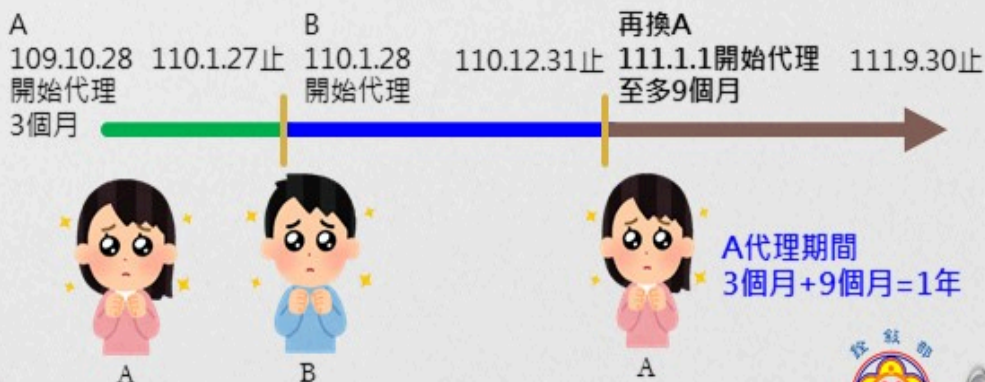 A
109.10.28
開始代理
3個月
110.1.27止
B
110.1.28
開始代理
110.12.31止
再換A
111.1.1開始代理
至多9個月
111.9.30止
A代理期間
3個月+9個月=1年
A
B
A
銓敘部